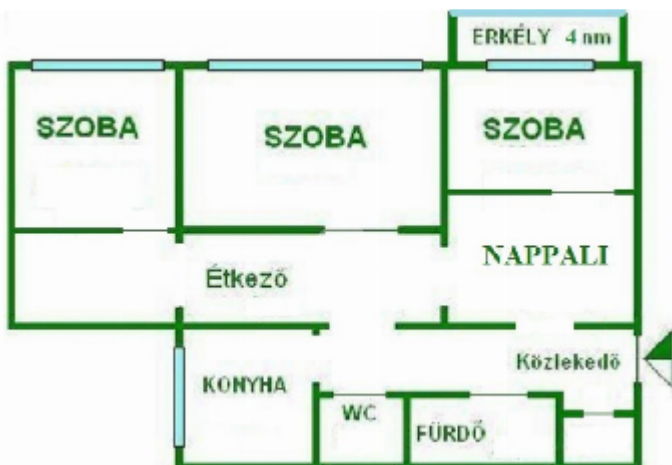 ERKÉLY 4 nm
SZOBA
SZOBA
SZOBA
NAPPALI
Étkező
Közlekedő
KONYHA
WC
FÜRDŐ